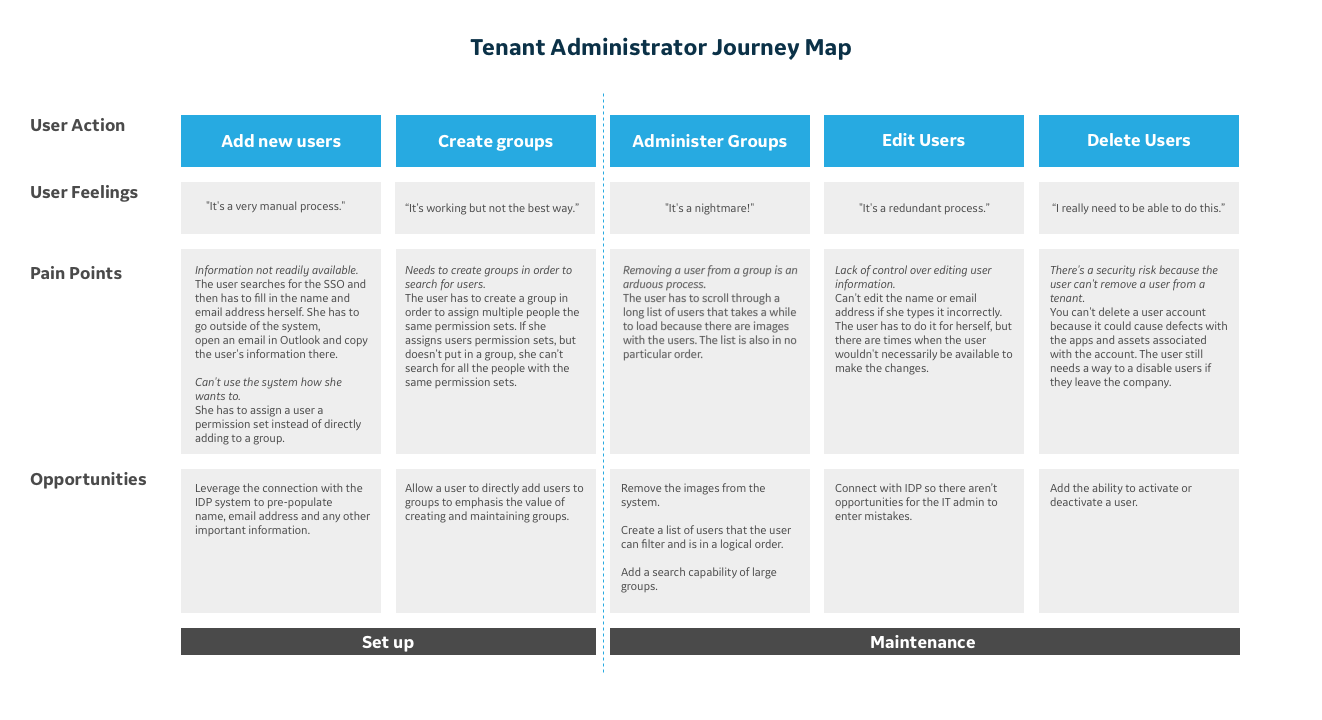 Tenant Administrator Journey Map
User Action
Add new users
Create groups
Administer Groups
Edit Users
Delete Users
User Feelings
"It's a very manual process."
"It's working but not the best way."
"It's a nightmare!"
"It's a redundant process."
"I really need to be able to do this."
Pain Points
Information not readily available.
The user searches for the SSO and
then has to fill in the name and
email address herself. She has to
go outside of the system,
open an email in Outlook and copy
the user's information there.
Can't use the system how she
wants to.
She has to assign a user a
permission set instead of directly
adding to a group.
Needs to create groups in order to
search for users.
The user has to create a group in
order to assign multiple people the
same permission sets. If she
assigns users permission sets, but
doesn't put in a group, she can't
search for all the people with the
same permission sets.
Removing a user from a group is an
arduous process.
The user has to scroll through a
long list of users that takes a while
to load because there are images
with the users. The list is also in no
particular order.
Lack of control over editing user
information.
Can't edit the name or email
address if she types it incorrectly.
The user has to do it for herself, but
there are times when the user
wouldn't necessarily be available to
make the changes.
There's a security risk because the
user can't remove a user from a
tenant.
You can't delete a user account
because it could cause defects with
the apps and assets associated
with the account. The user still
needs a way to a disable users if
they leave the company.
Opportunities
Leverage the connection with the
IDP system to pre-populate
name, email address and any other
important information.
Allow a user to directly add users to
groups to emphasis the value of
creating and maintaining groups.
Remove the images from the
system.
Create a list of users that the user
can filter and is in a logical order.
Add a search capability of large
groups.
Connect with IDP so there aren't
opportunities for the IT admin to
enter mistakes.
Add the ability to activate or
deactivate a user.
Set up
Maintenance